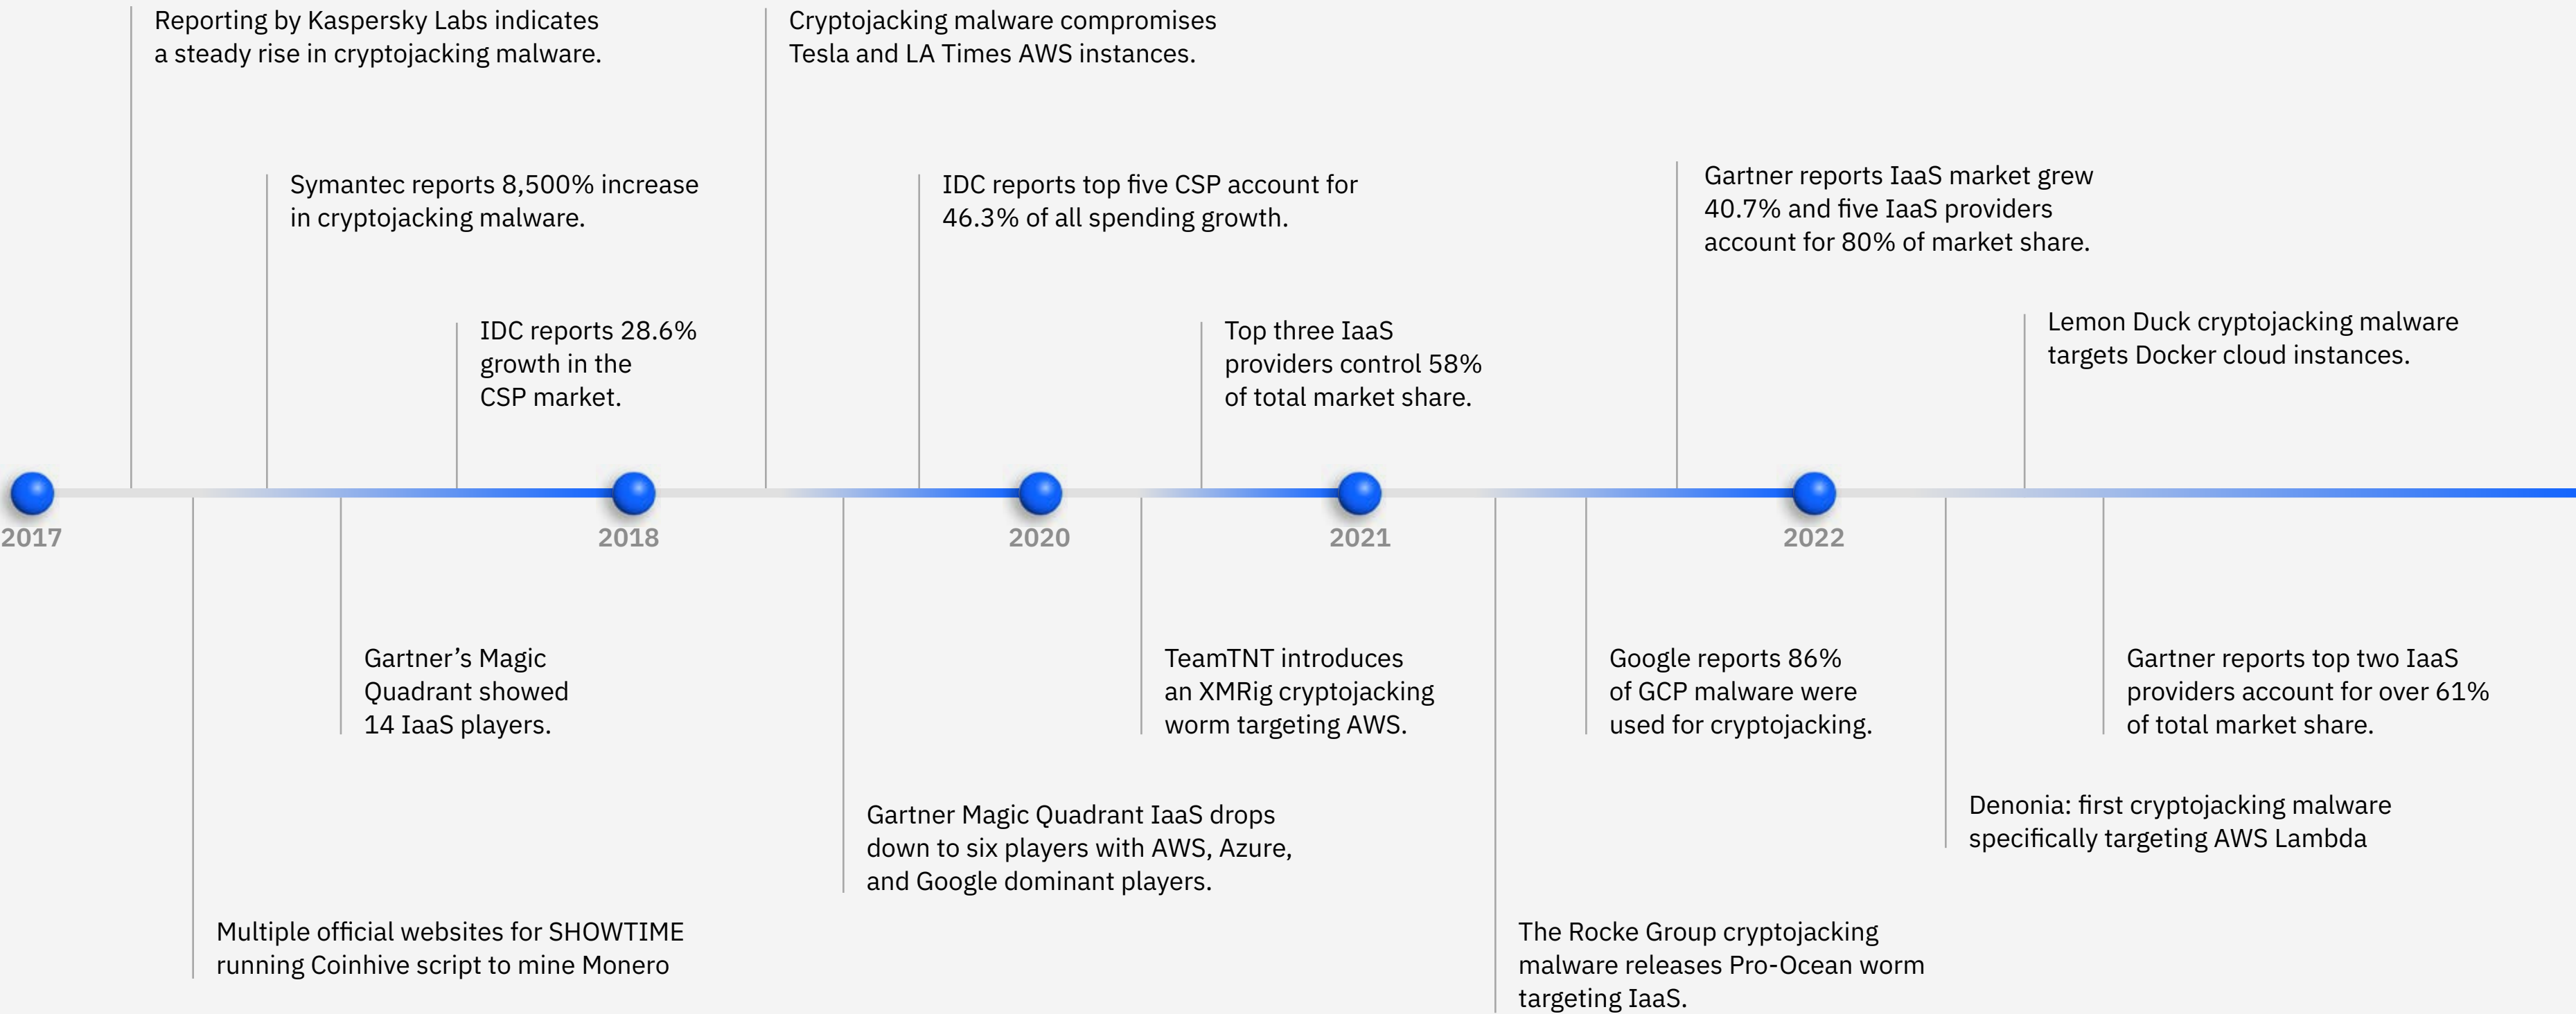 Reporting by Kaspersky Labs indicates
a steady rise in cryptojacking malware.
Cryptojacking malware compromises
Tesla and LA Times AWS instances.
Symantec reports 8,500% increase
in cryptojacking malware.
IDC reports top five CSP account for
46.3% of all spending growth.
Gartner reports IaaS market grew
40.7% and five IaaS providers
account for 80% of market share.
IDC reports 28.6%
growth in the
CSP market.
Top three IaaS
providers control 58%
of total market share.
Lemon Duck cryptojacking malware
targets Docker cloud instances.
2017
2018
2020
2021
2022
Gartner’s Magic
Quadrant showed
14 IaaS players.
TeamTNT introduces
an XMRig cryptojacking
worm targeting AWS.
Google reports 86%
of GCP malware were
used for cryptojacking.
Gartner reports top two IaaS
providers account for over 61%
of total market share.
Gartner Magic Quadrant IaaS drops
down to six players with AWS, Azure,
and Google dominant players.
Denonia: first cryptojacking malware
specifically targeting AWS Lambda
Multiple official websites for SHOWTIME
running Coinhive script to mine Monero
The Rocke Group cryptojacking
malware releases Pro-Ocean worm
targeting IaaS.